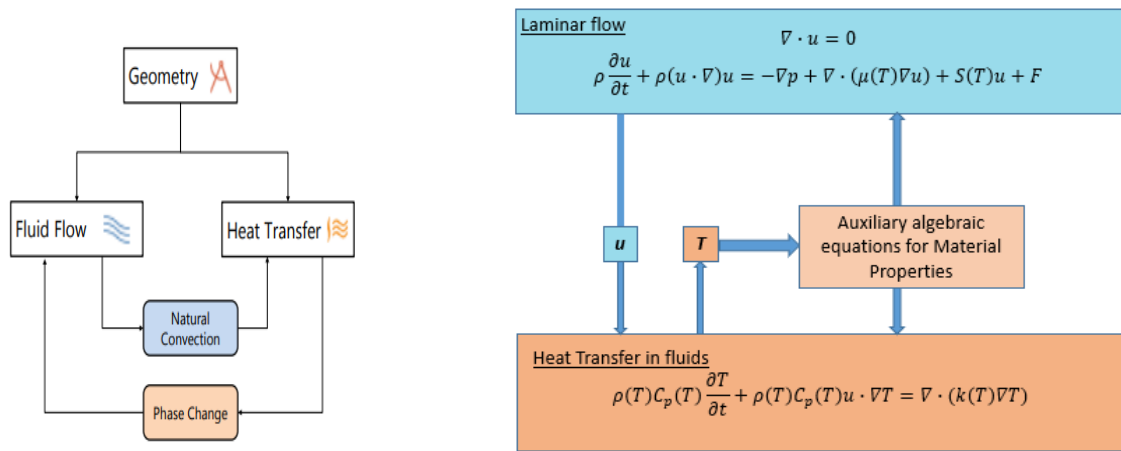 Geometry
Fluid Flow
Heat Transfer
Natural
Convection
Phase Change
Laminar flow
∇ · u = 0
ρ ∂u/∂t + ρ(u · ∇)u = −∇p + ∇ · (μ(T)∇u) + S(T)u + F
u
T
Auxiliary algebraic
equations for Material
Properties
Heat Transfer in fluids
ρ(T)C_p(T) ∂T/∂t + ρ(T)C_p(T)u · ∇T = ∇ · (k(T)∇T)